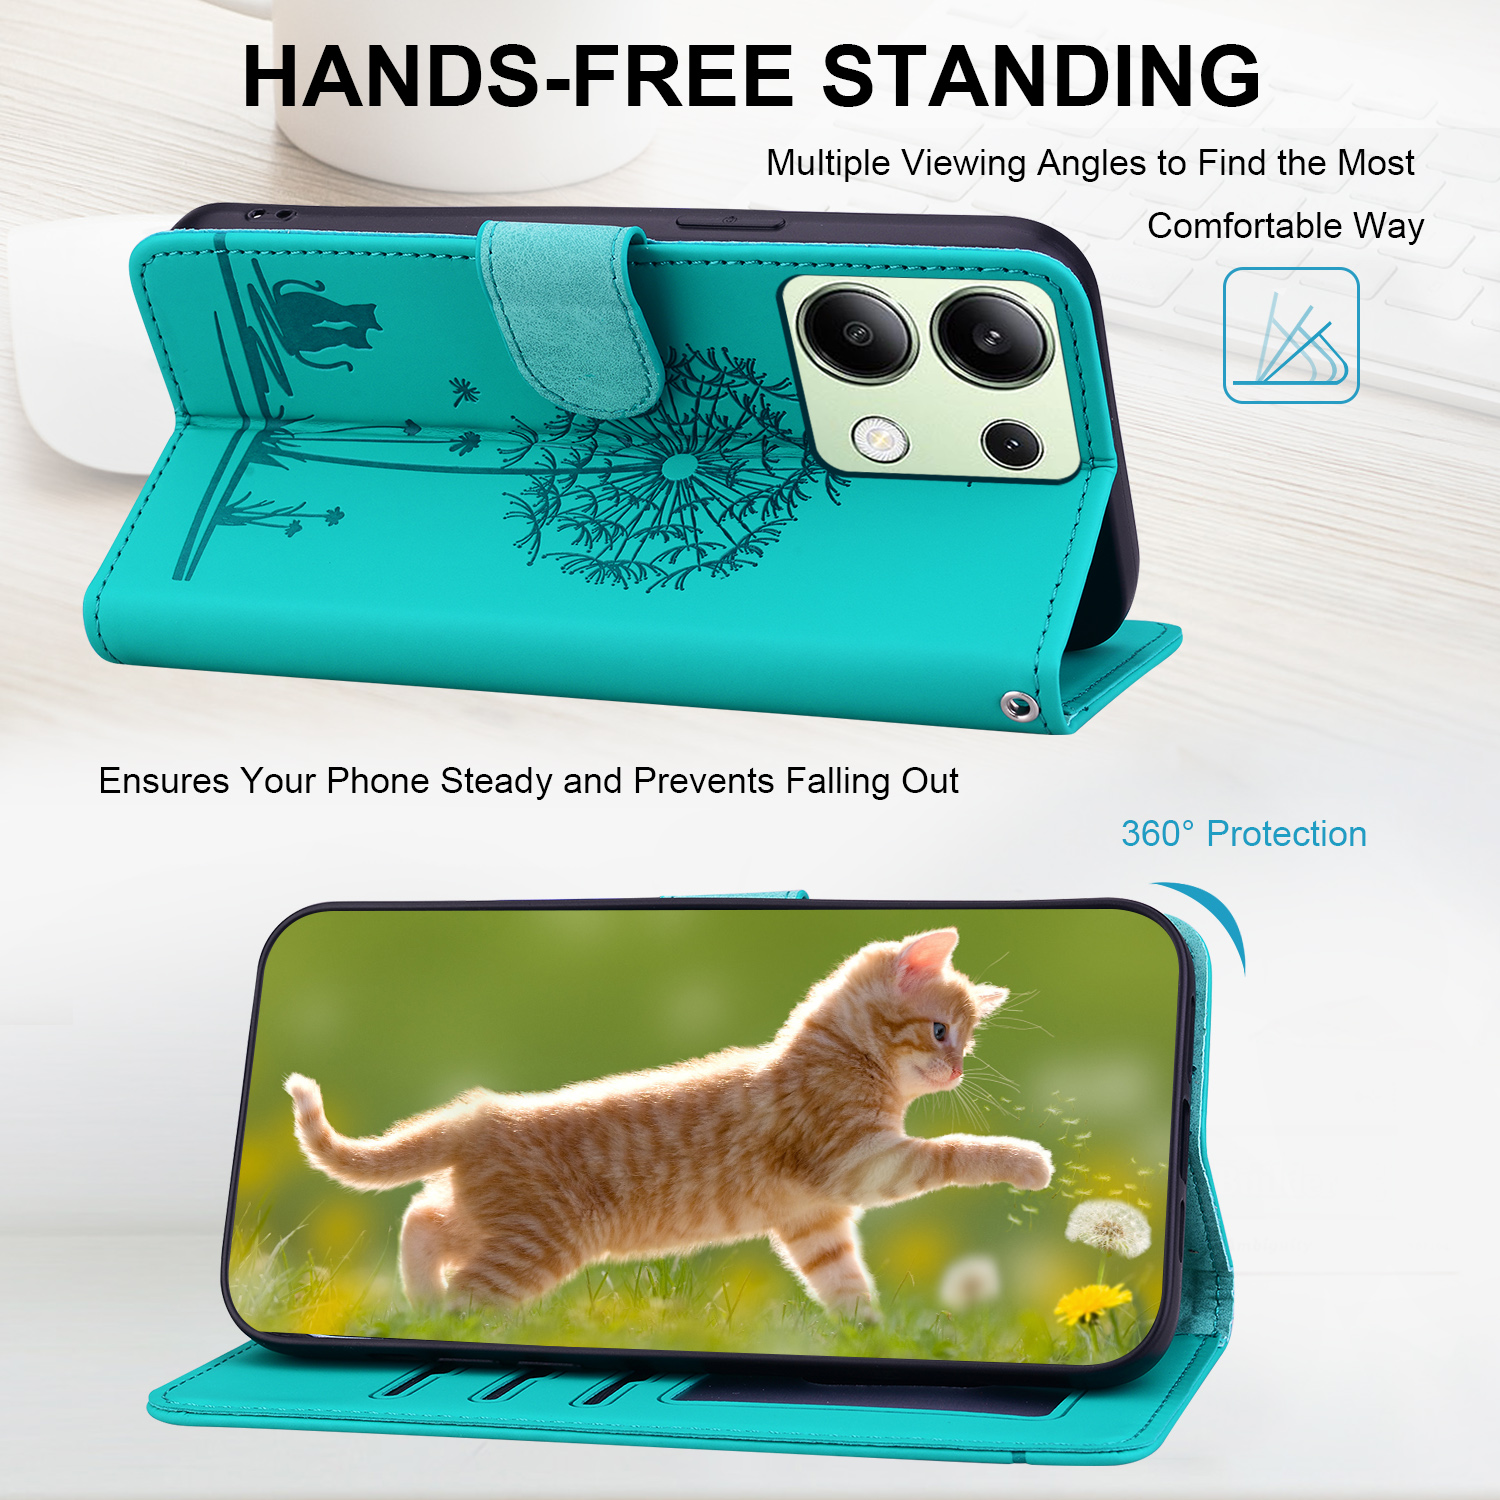 HANDS-FREE STANDING
Multiple Viewing Angles to Find the Most
Comfortable Way
Ensures Your Phone Steady and Prevents Falling Out
360° Protection